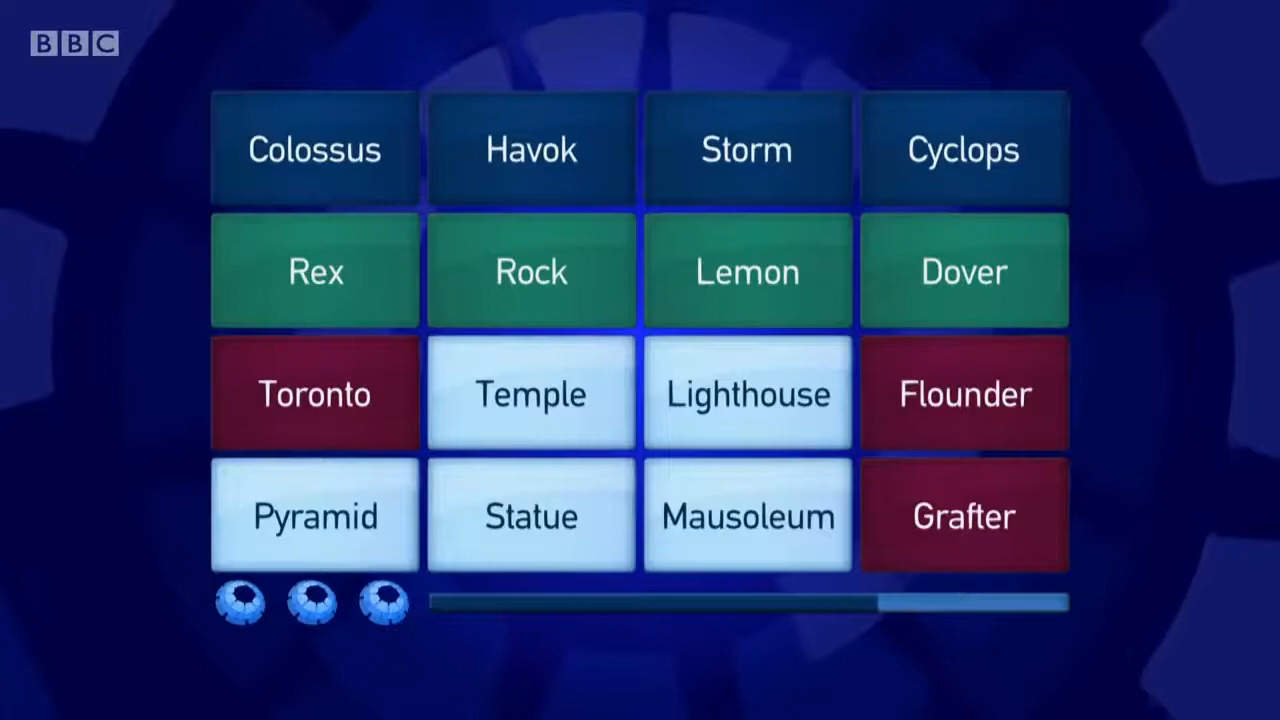 BBC
Colossus Havok Storm Cyclops
Rex Rock Lemon Dover
Toronto Temple Lighthouse Flounder
Pyramid Statue Mausoleum Grafter